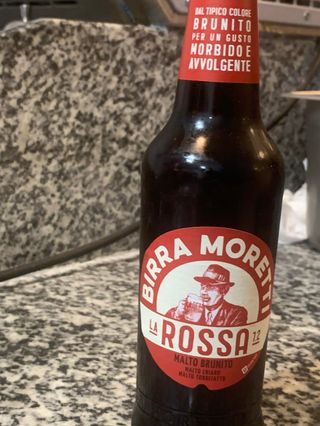 DAL TIPICO COLORE
BRUNITO
PER UN GUSTO
MORBIDO E
AVVOLGENTE
BIRRA MORETTI
LA ROSSA 7.2
MALTO BRUNITO
MALTO CHIARO
MALTO TORREFATTO